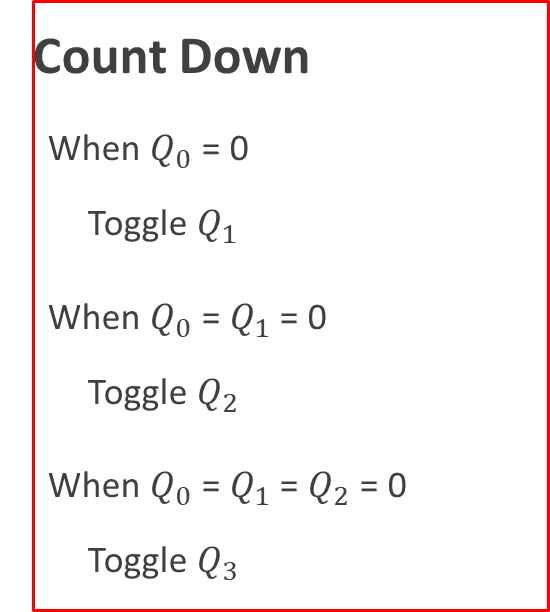 Count Down
When Q₀ = 0
Toggle Q₁
When Q₀ = Q₁ = 0
Toggle Q₂
When Q₀ = Q₁ = Q₂ = 0
Toggle Q₃